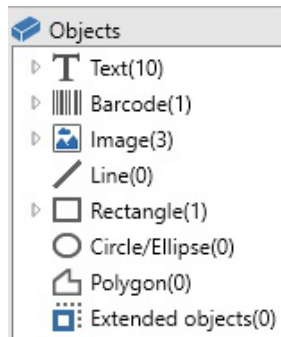 Objects
Text(10)
Barcode(1)
Image(3)
Line(0)
Rectangle(1)
Circle/Ellipse(0)
Polygon(0)
Extended objects(0)